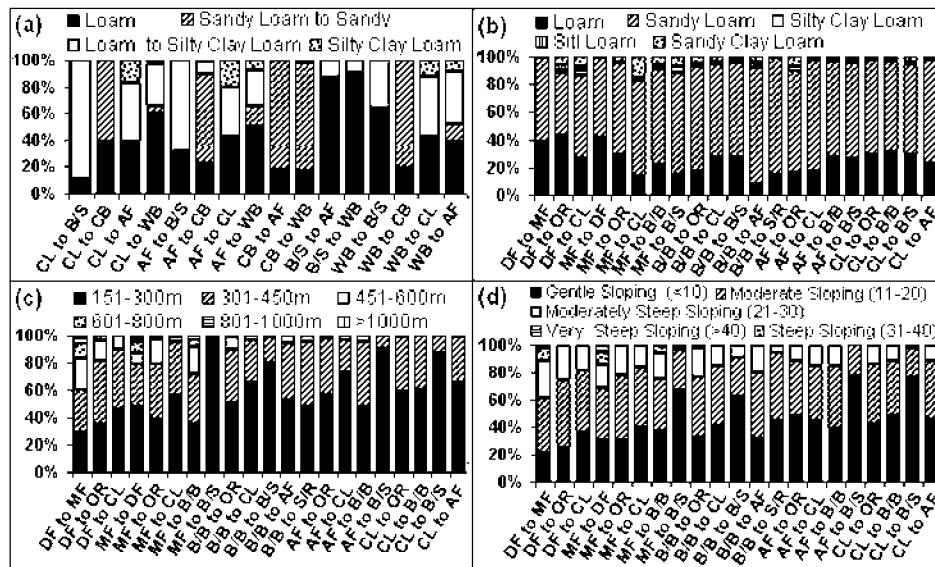 (a) Loam Sandy Loam to Sandy
Loam to Silty Clay Loam Silty Clay
100%
80%
60%
40%
20%
0%
CL to B/S
CL to CB
CL to AF
CL to WB
AF to B/S
AF to CB
AF to CL
AF to WB
CB to AF
CB to WB
B/S to AF
B/S to WB
WB to B/S
WB to CB
WB to CL
WB to AF
(b) Loam Sandy Loam Silty Clay Loam
Sitl Loam Sandy Clay Loam
100%
80%
60%
40%
20%
0%
DF to MF
DF to OR
DF to CL
MF to DF
MF to OR
MF to CL
MF to B/B
MF to B/S
B/B to OR
B/B to CL
B/B to B/S
B/B to AF
B/B to S/R
AF to OR
AF to CL
AF to B/B
AF to B/S
CL to OR
CL to B/B
CL to B/S
CL to AF
(c) 151-300m 301-450m 451-600m
601-800m 801-1000m >1000m
100%
80%
60%
40%
20%
0%
DF to MF
DF to OR
DF to CL
MF to DF
MF to OR
MF to CL
MF to B/B
MF to B/S
B/B to OR
B/B to CL
B/B to B/S
B/B to AF
B/B to S/R
AF to OR
AF to CL
AF to B/B
AF to B/S
CL to OR
CL to B/B
CL to B/S
CL to AF
(d) Gentle Sloping (<10) Moderate Sloping (11-20)
Moderately Steep Sloping (21-30)
Very Steep Sloping (>40) Steep Sloping (31-40)
100%
80%
60%
40%
20%
0%
DF to MF
DF to OR
DF to CL
MF to DF
MF to OR
MF to CL
MF to B/B
MF to B/S
B/B to OR
B/B to CL
B/B to B/S
B/B to AF
B/B to S/R
AF to OR
AF to CL
AF to B/B
AF to B/S
CL to OR
CL to B/B
CL to B/S
CL to AF